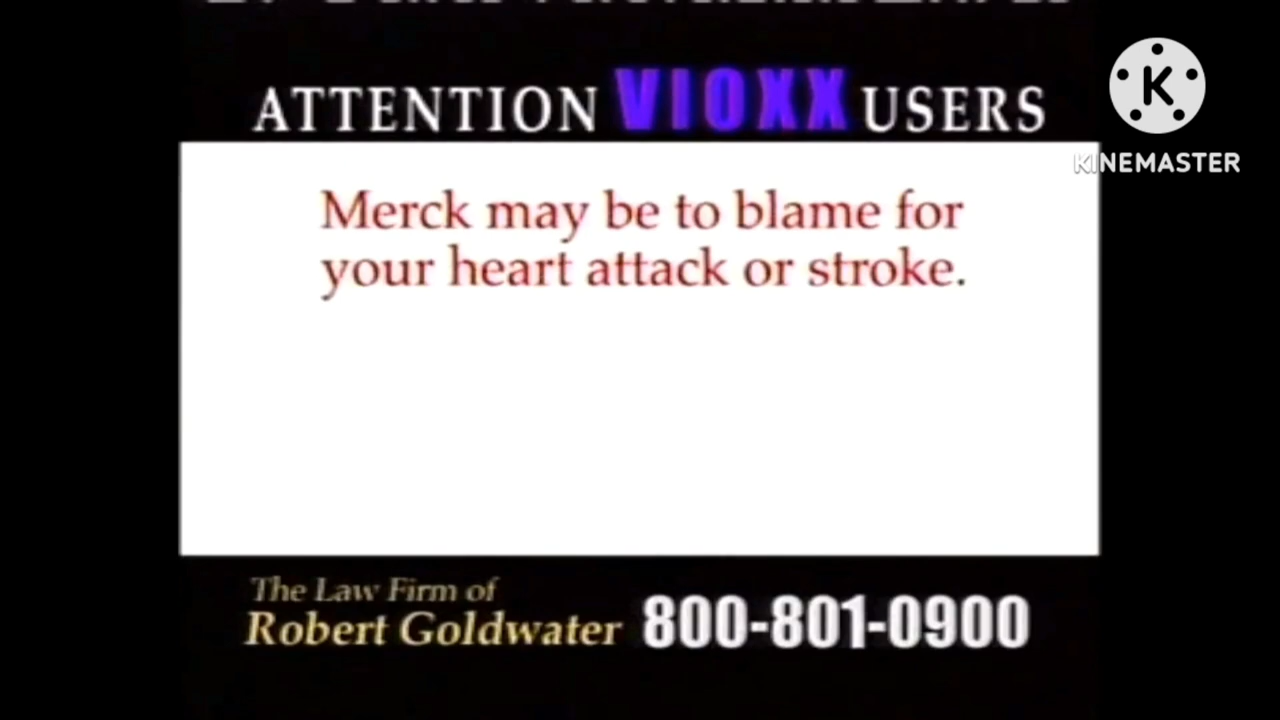 ATTENTION VIOXX USERS
K
KINEMASTER
Merck may be to blame for
your heart attack or stroke.
The Law Firm of
Robert Goldwater 800-801-0900